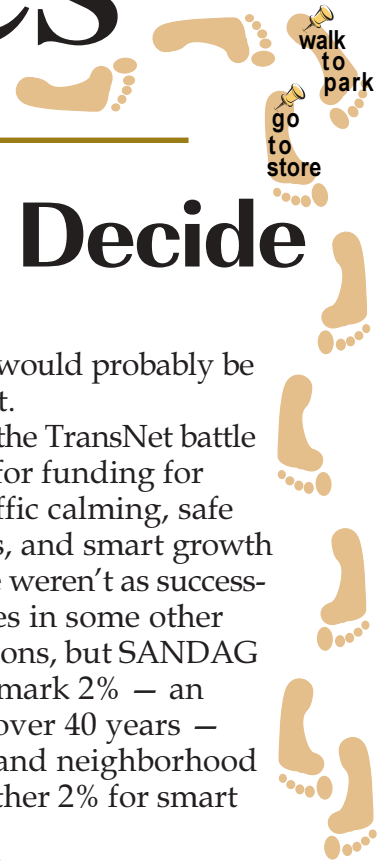 es
walk
to
park
go
to
store
Decide
would probably be
t.
the TransNet battle
for funding for
ffic calming, safe
s, and smart growth
e weren't as success-
es in some other
ons, but SANDAG
mark 2% — an
over 40 years —
and neighborhood
ther 2% for smart